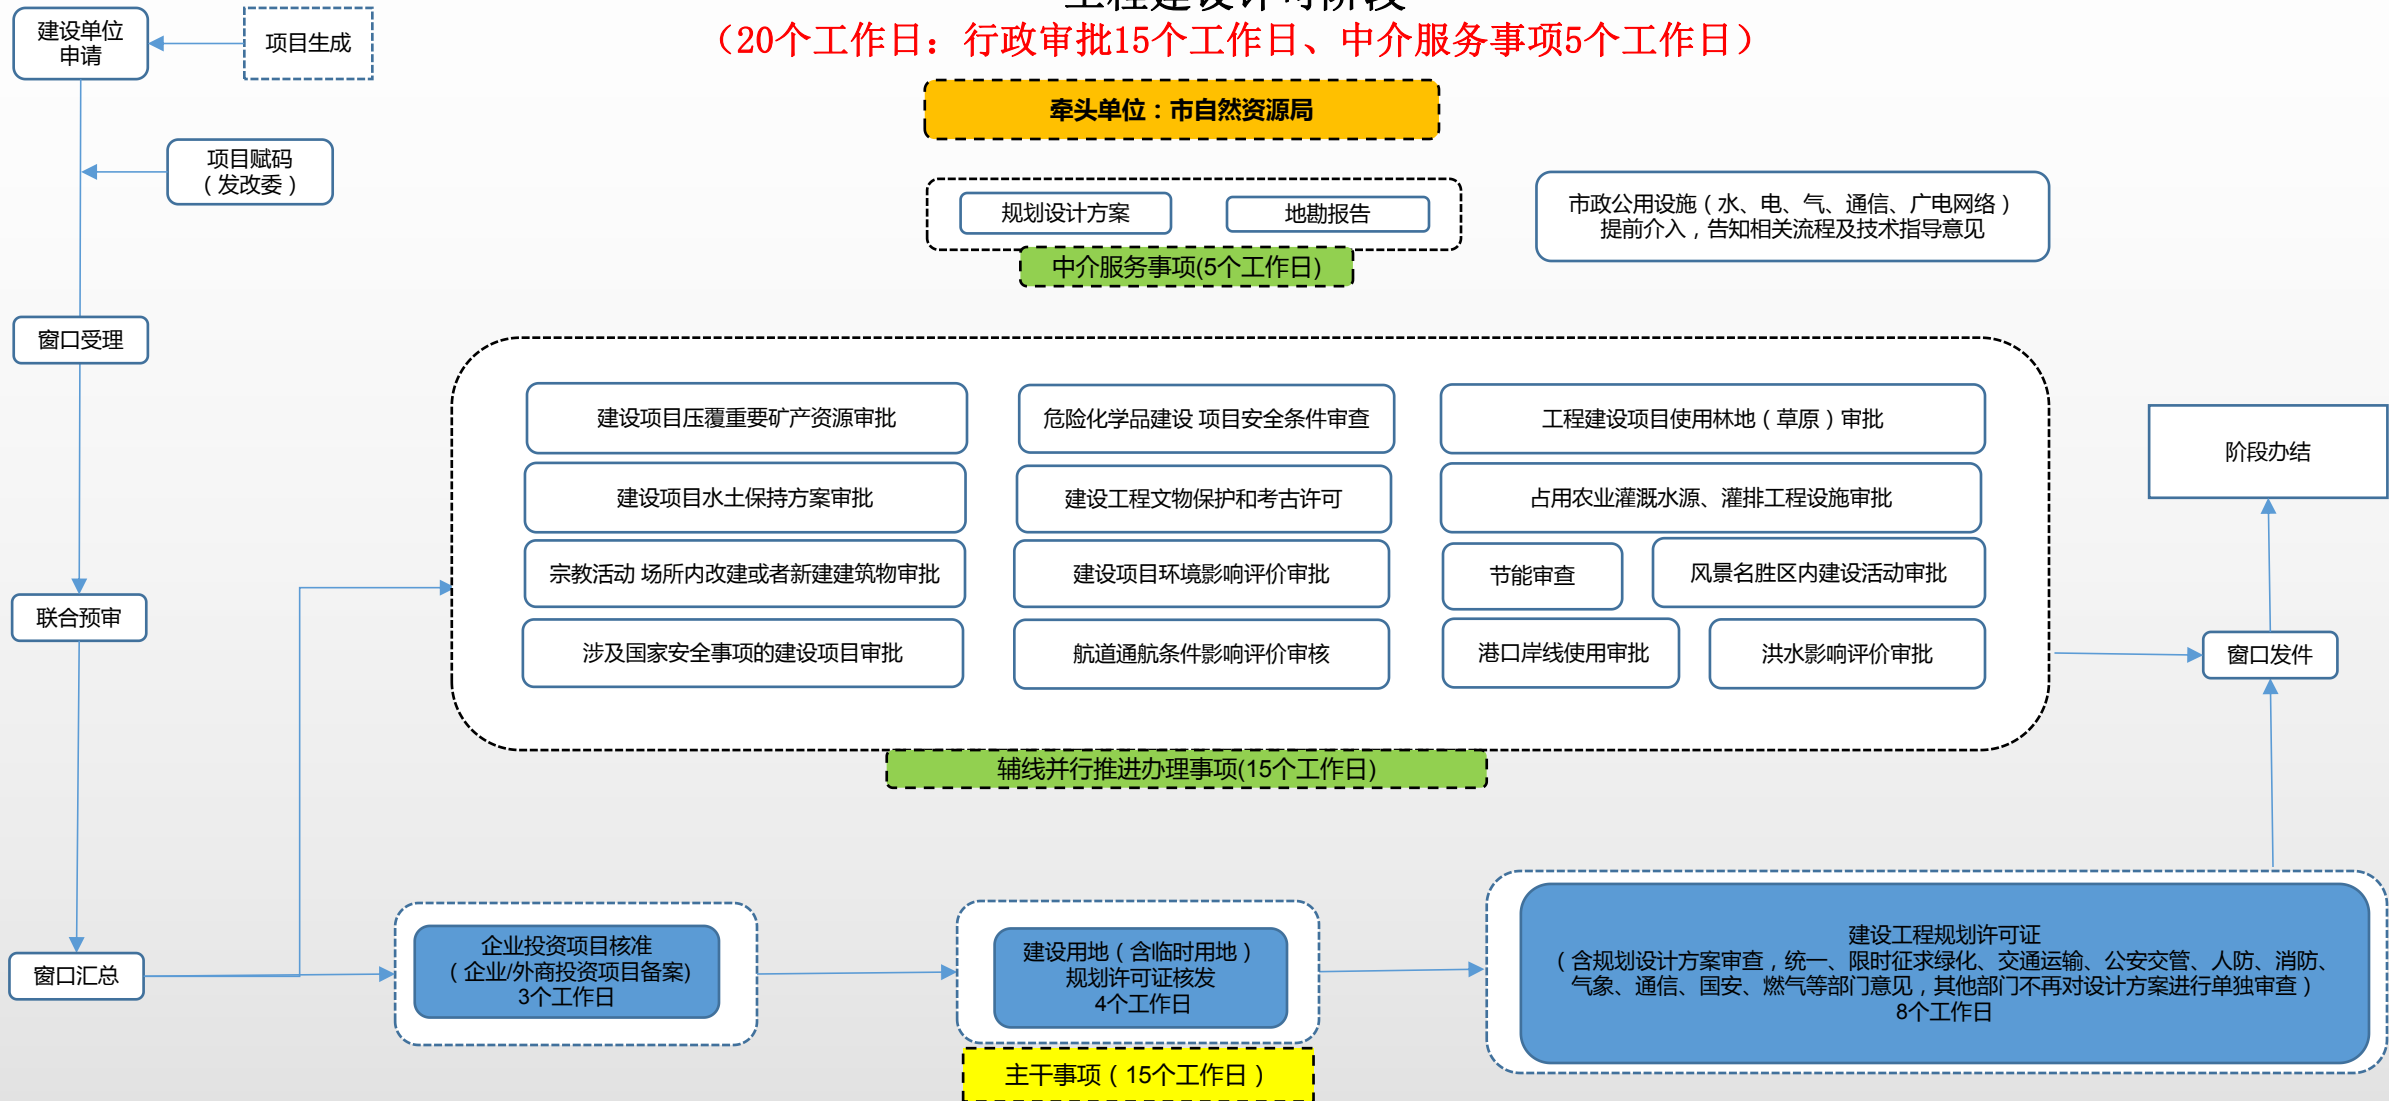 工程建设许可阶段
（20个工作日：行政审批15个工作日、中介服务事项5个工作日）
建设单位
申请
项目生成
牵头单位：市自然资源局
项目赋码
（发改委）
规划设计方案
地勘报告
中介服务事项(5个工作日)
市政公用设施（水、电、气、通信、广电网络）
提前介入，告知相关流程及技术指导意见
窗口受理
建设项目压覆重要矿产资源审批
危险化学品建设 项目安全条件审查
工程建设项目使用林地（草原）审批
建设项目水土保持方案审批
建设工程文物保护和考古许可
占用农业灌溉水源、灌排工程设施审批
宗教活动 场所内改建或者新建建筑物审批
建设项目环境影响评价审批
节能审查
风景名胜区内建设活动审批
涉及国家安全事项的建设项目审批
航道通航条件影响评价审核
港口岸线使用审批
洪水影响评价审批
辅线并行推进办理事项(15个工作日)
阶段办结
窗口发件
联合预审
窗口汇总
企业投资项目核准
（企业/外商投资项目备案)
3个工作日
建设用地（含临时用地）
规划许可证核发
4个工作日
建设工程规划许可证
（含规划设计方案审查，统一、限时征求绿化、交通运输、公安交管、人防、消防、
气象、通信、国安、燃气等部门意见，其他部门不再对设计方案进行单独审查）
8个工作日
主干事项（15个工作日）